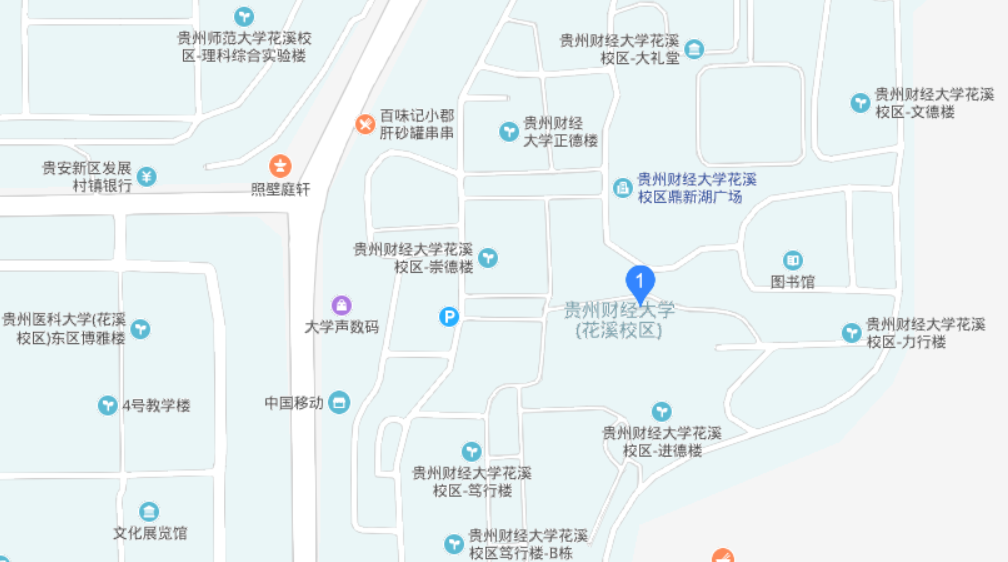 贵州师范大学花溪校
区-理科综合实验楼
贵州财经大学花溪
校区-大礼堂
贵州财经大学花溪
校区-文德楼
百味记小郡
肝砂罐串串
贵州财经
大学正德楼
贵安新区发展
村镇银行
¥
照壁庭轩
贵州财经大学花溪
校区鼎新湖广场
贵州财经大学花溪
校区-崇德楼
图书馆
1
贵州财经大学
(花溪校区)
大学声数码
P
贵州医科大学(花溪
校区)东区博雅楼
贵州财经大学花溪
校区-力行楼
4号教学楼
中国移动
贵州财经大学花溪
校区-进德楼
贵州财经大学花溪
校区-笃行楼
文化展览馆
贵州财经大学花溪
校区笃行楼-B栋